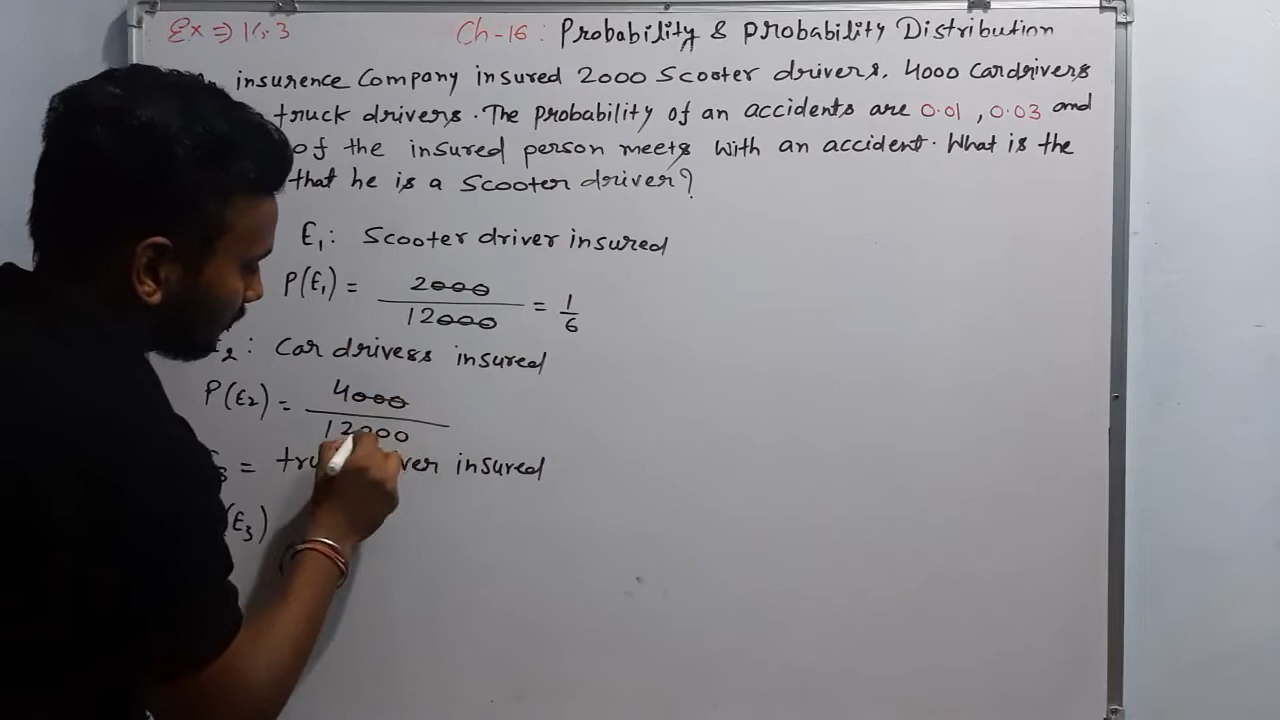 Ex ⇒ 16.3 Ch-16 : Probability & Probability Distribution
insurence Company insured 2000 Scooter drivers, 4000 Car drivers
truck drivers. The probability of an accidents are 0.01, 0.03 and
of the insured person meets with an accident. What is the
that he is a Scooter driver?
E₁: Scooter driver insured
P(E₁) = 2000/12000 = 1/6
₂: Car drivers insured
P(E₂) = 4000/12000
= insured
(E₃)